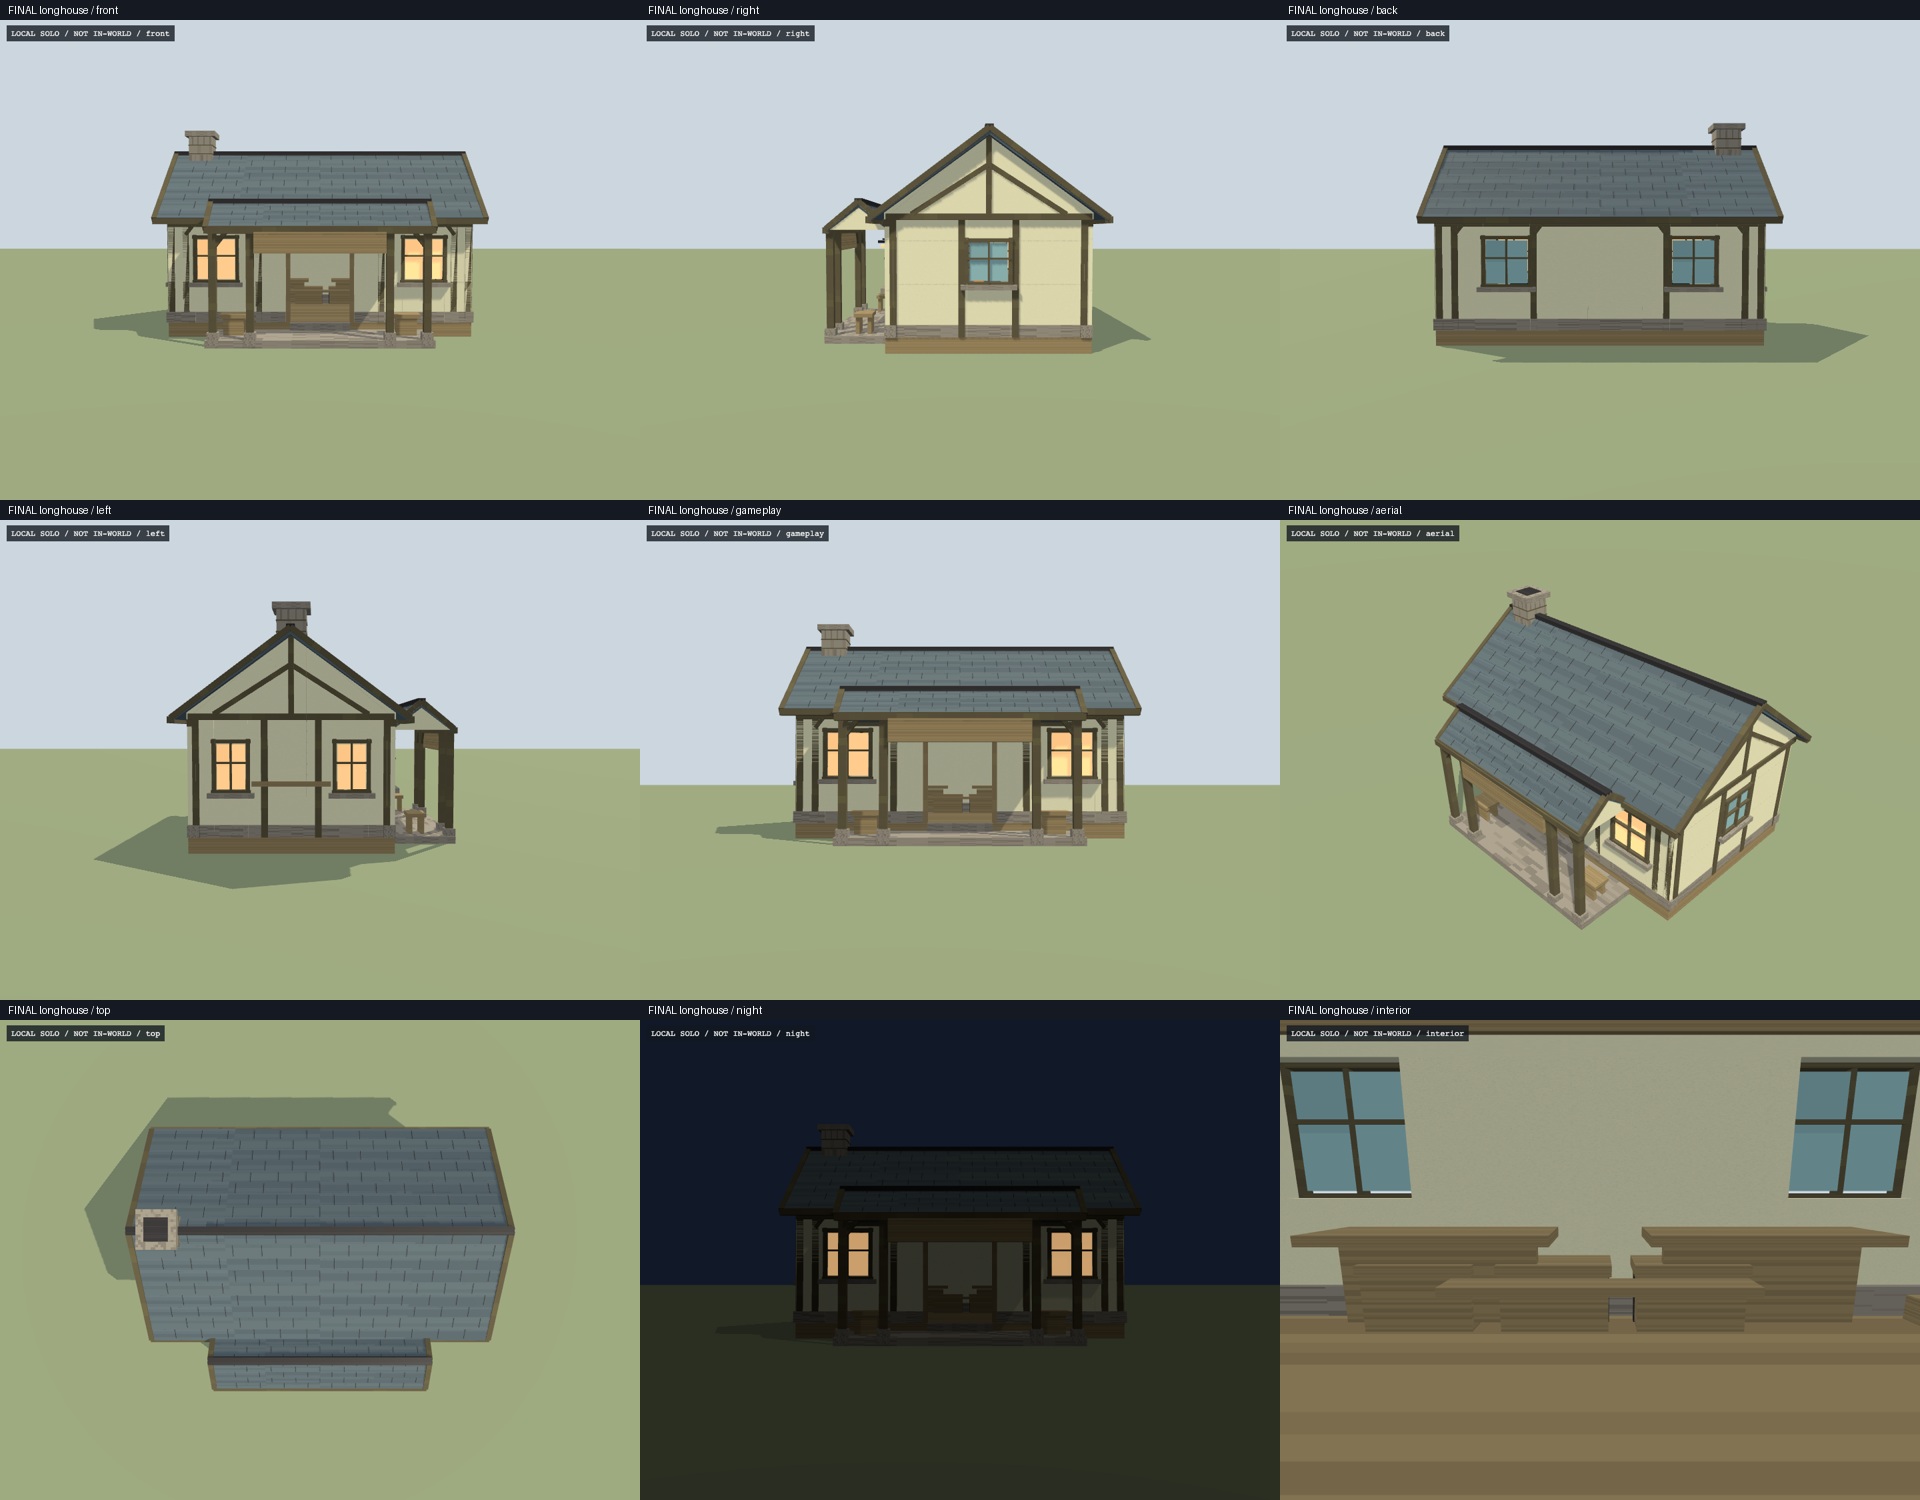 FINAL longhouse / front
LOCAL SOLO / NOT IN-WORLD / front
FINAL longhouse / right
LOCAL SOLO / NOT IN-WORLD / right
FINAL longhouse / back
LOCAL SOLO / NOT IN-WORLD / back
FINAL longhouse / left
LOCAL SOLO / NOT IN-WORLD / left
FINAL longhouse / gameplay
LOCAL SOLO / NOT IN-WORLD / gameplay
FINAL longhouse / aerial
LOCAL SOLO / NOT IN-WORLD / aerial
FINAL longhouse / top
LOCAL SOLO / NOT IN-WORLD / top
FINAL longhouse / night
LOCAL SOLO / NOT IN-WORLD / night
FINAL longhouse / interior
LOCAL SOLO / NOT IN-WORLD / interior